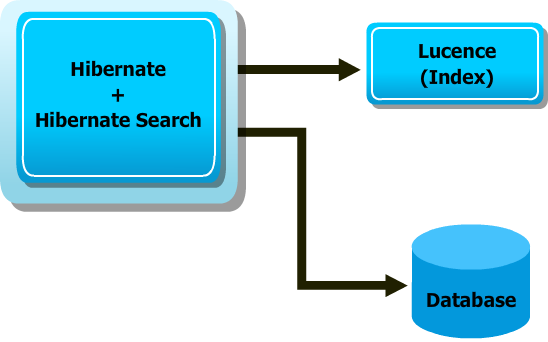 Hibernate
+
Hibernate Search
Lucence
(Index)
Database